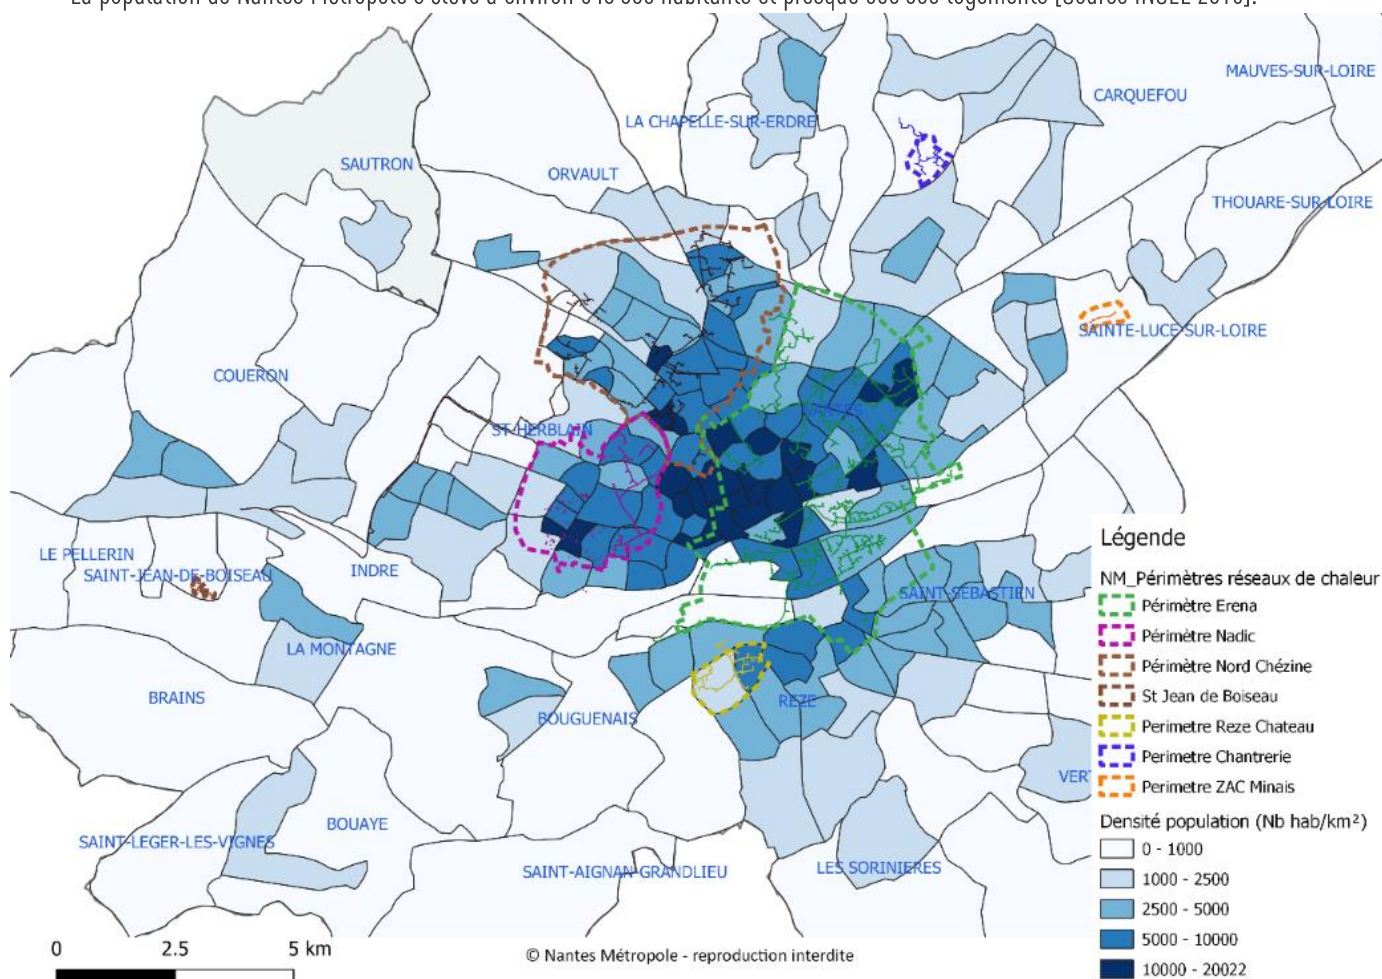 MAUVES-SUR-LOIRE
CARQUEFOU
LA CHAPELLE-SUR-ERDRE
SAUTRON
ORVAULT
THOUARE-SUR-LOIRE
SAINTE-LUCE-SUR-LOIRE
COUERON
NANTES
ST-HERBLAIN
LE PELLERIN
SAINT-JEAN-DE-BOISEAU
INDRE
SAINT-SEBASTIEN
LA MONTAGNE
BRAINS
REZE
BOUGUENAIS
VERT
BOUAYE
SAINT-LEGER-LES-VIGNES
SAINT-AIGNAN-GRANDLIEU
LES SORINIERES
Légende
NM_Périmètres réseaux de chaleur
Périmètre Erena
Périmètre Nadic
Périmètre Nord Chézine
St Jean de Boiseau
Perimetre Reze Chateau
Perimetre Chantrerie
Perimetre ZAC Minais
Densité population (Nb hab/km²)
0 - 1000
1000 - 2500
2500 - 5000
5000 - 10000
10000 - 20022
0 2.5 5 km
© Nantes Métropole - reproduction interdite